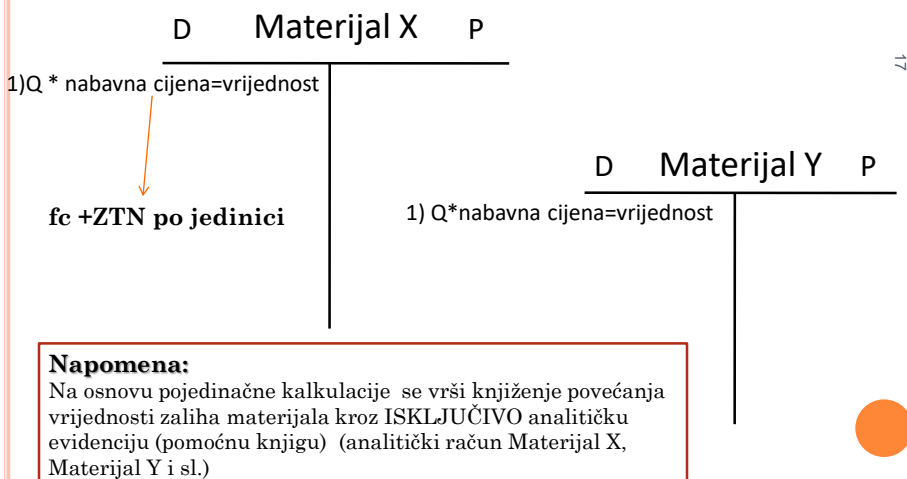 D Materijal X P
17
1)Q * nabavna cijena=vrijednost
D Materijal Y P
fc +ZTN po jedinici
1) Q*nabavna cijena=vrijednost
Napomena:
Na osnovu pojedinačne kalkulacije se vrši knjiženje povećanja
vrijednosti zaliha materijala kroz ISKLJUČIVO analitičku
evidenciju (pomoćnu knjigu) (analitički račun Materijal X,
Materijal Y i sl.)